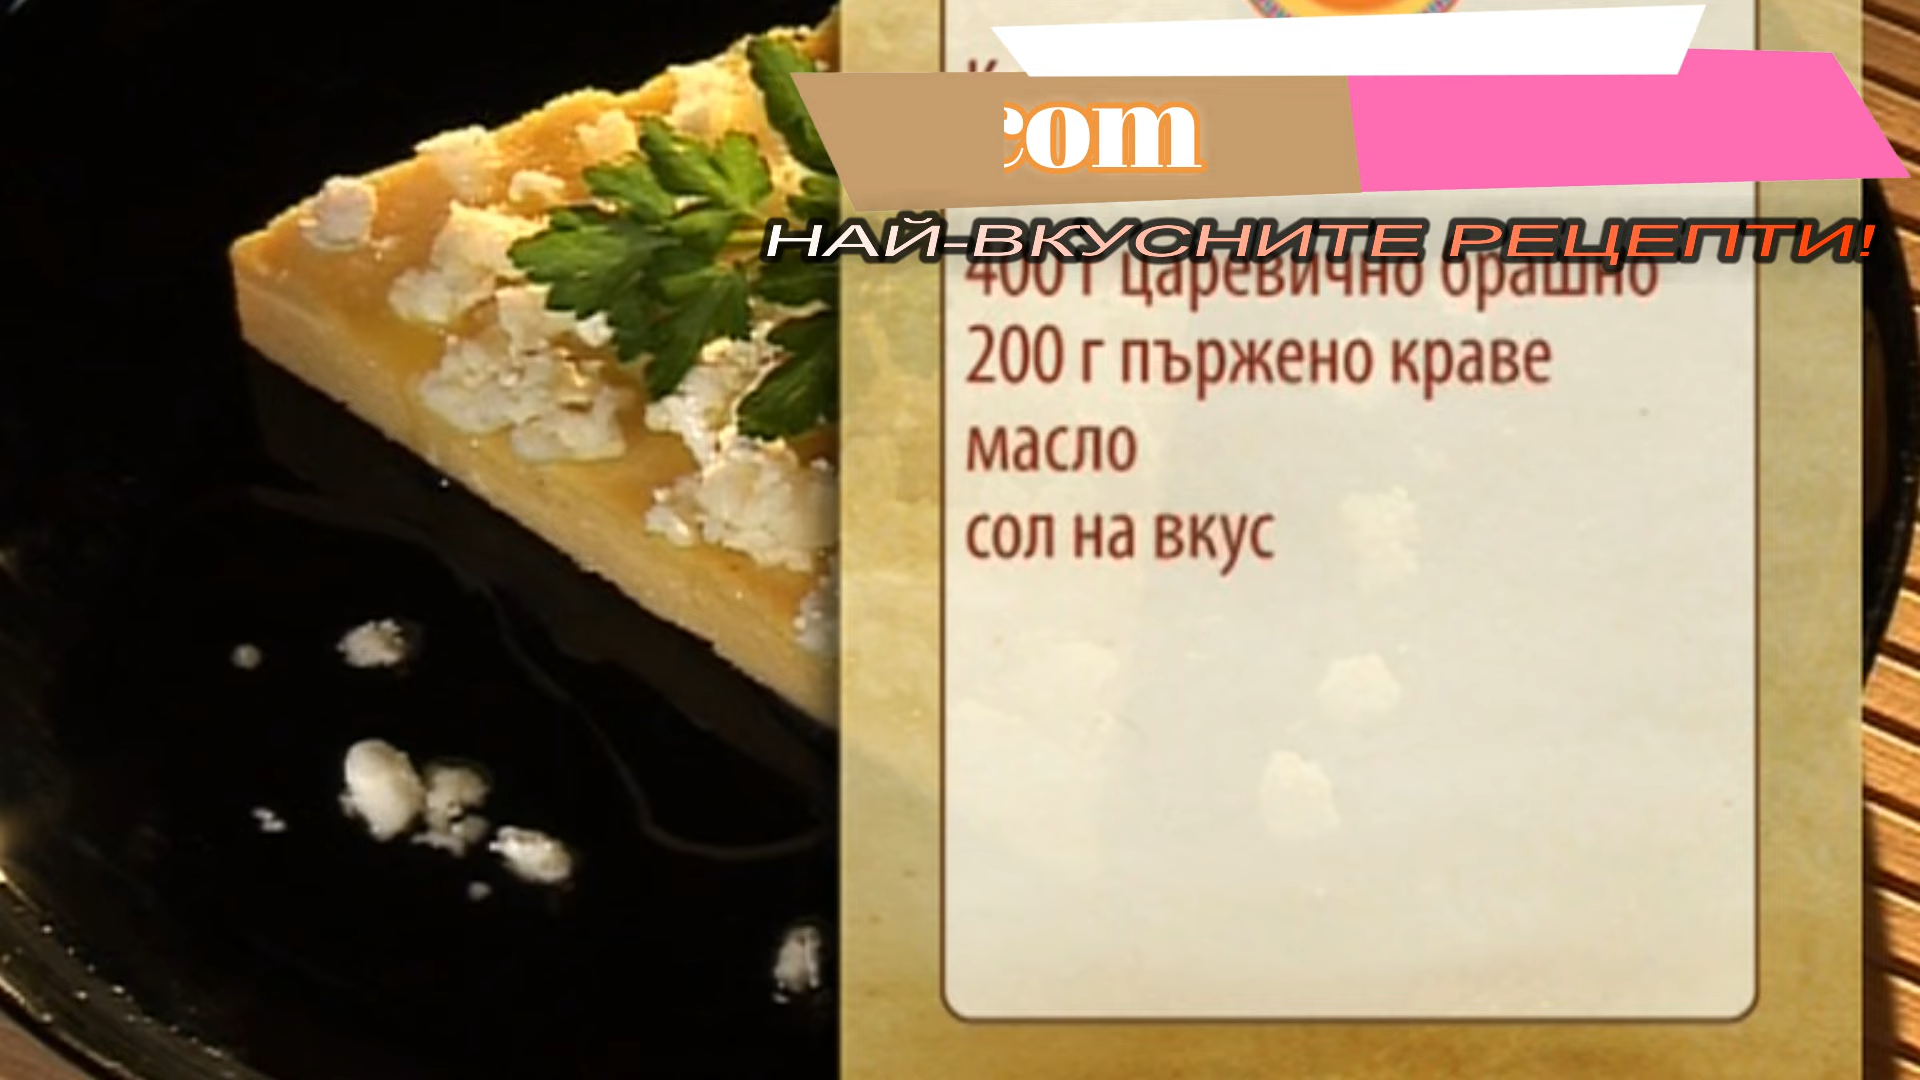 com
НАЙ-ВКУСНИТЕ РЕЦЕПТИ!
400 г царевично брашно
200 г пържено краве
масло
сол на вкус